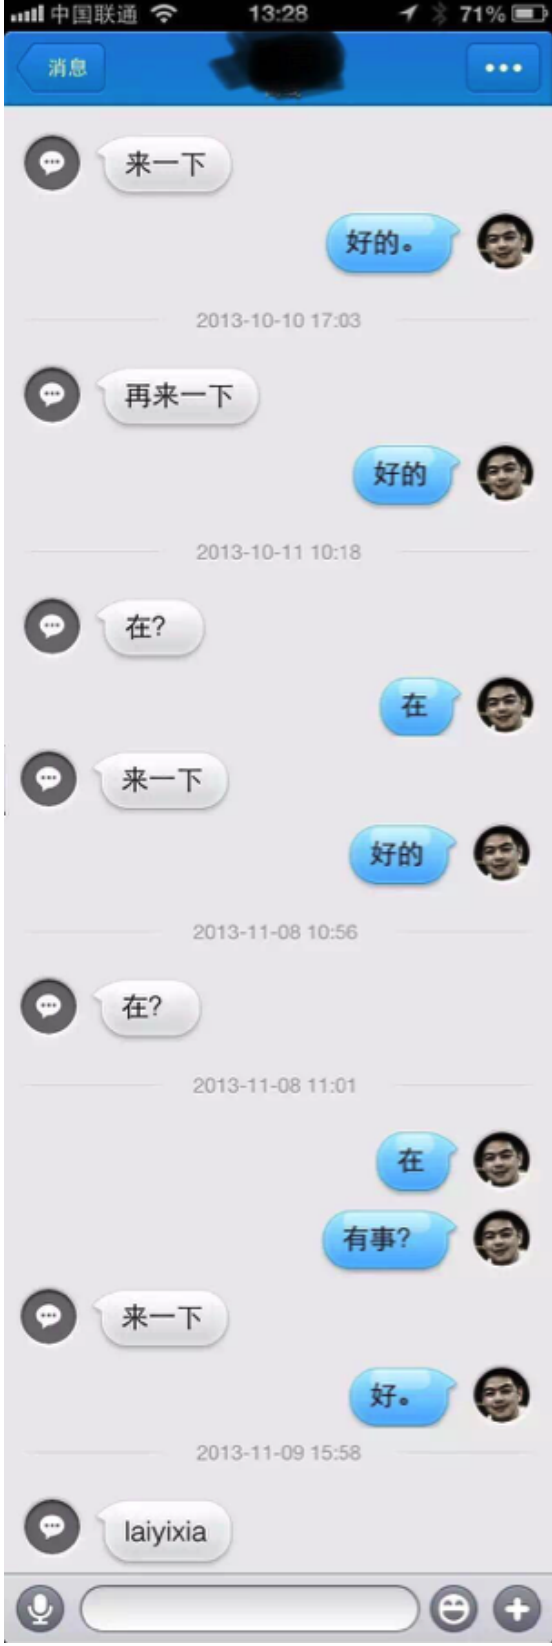 中国联通 13:28 71%
消息
来一下
好的。
2013-10-10 17:03
再来一下
好的
2013-10-11 10:18
在?
在
来一下
好的
2013-11-08 10:56
在?
2013-11-08 11:01
在
有事?
来一下
好。
2013-11-09 15:58
laiyixia